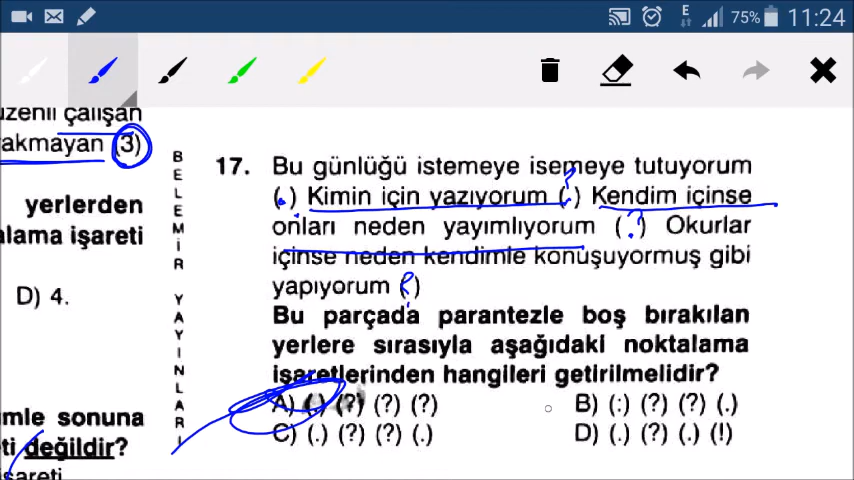 E 75% 11:24
çalışan
akmayan (3)
yerlerden
alama işareti
D) 4.
imle sonuna
ti değildir?
işareti
BELEMİR YAYINLARI
17. Bu günlüğü istemeye isemeye tutuyorum
(.) Kimin için yazıyorum (?) Kendim içinse
onları neden yayımlıyorum (?) Okurlar
içinse neden kendimle konuşuyormuş gibi
yapıyorum (?)
Bu parçada parantezle boş bırakılan
yerlere sırasıyla aşağıdaki noktalama
işaretlerinden hangileri getirilmelidir?
A) (.) (?) (?) (?) B) (:) (?) (?) (.)
C) (.) (?) (?) (.) D) (.) (?) (.) (!)